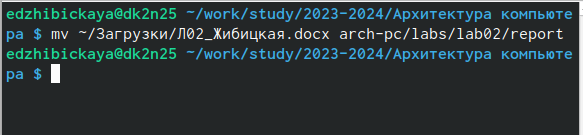 edzhibickaya@dk2n25 ~/work/study/2023-2024/Архитектура компьюте
ра $ mv ~/Загрузки/Л02_Жибицкая.docx arch-pc/labs/lab02/report
edzhibickaya@dk2n25 ~/work/study/2023-2024/Архитектура компьюте
ра $